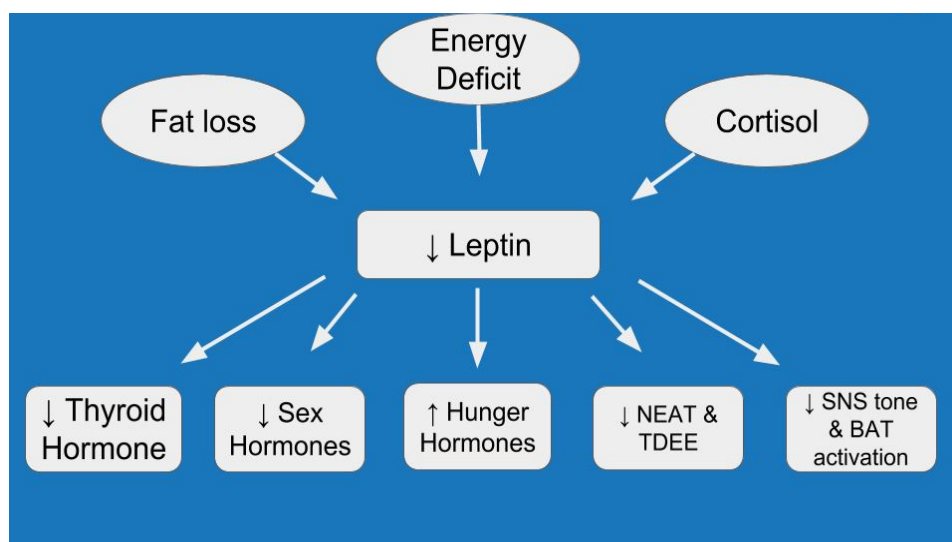 Energy
Deficit
Fat loss
Cortisol
↓ Leptin
↓ Thyroid
Hormone
↓ Sex
Hormones
↑ Hunger
Hormones
↓ NEAT &
TDEE
↓ SNS tone
& BAT
activation